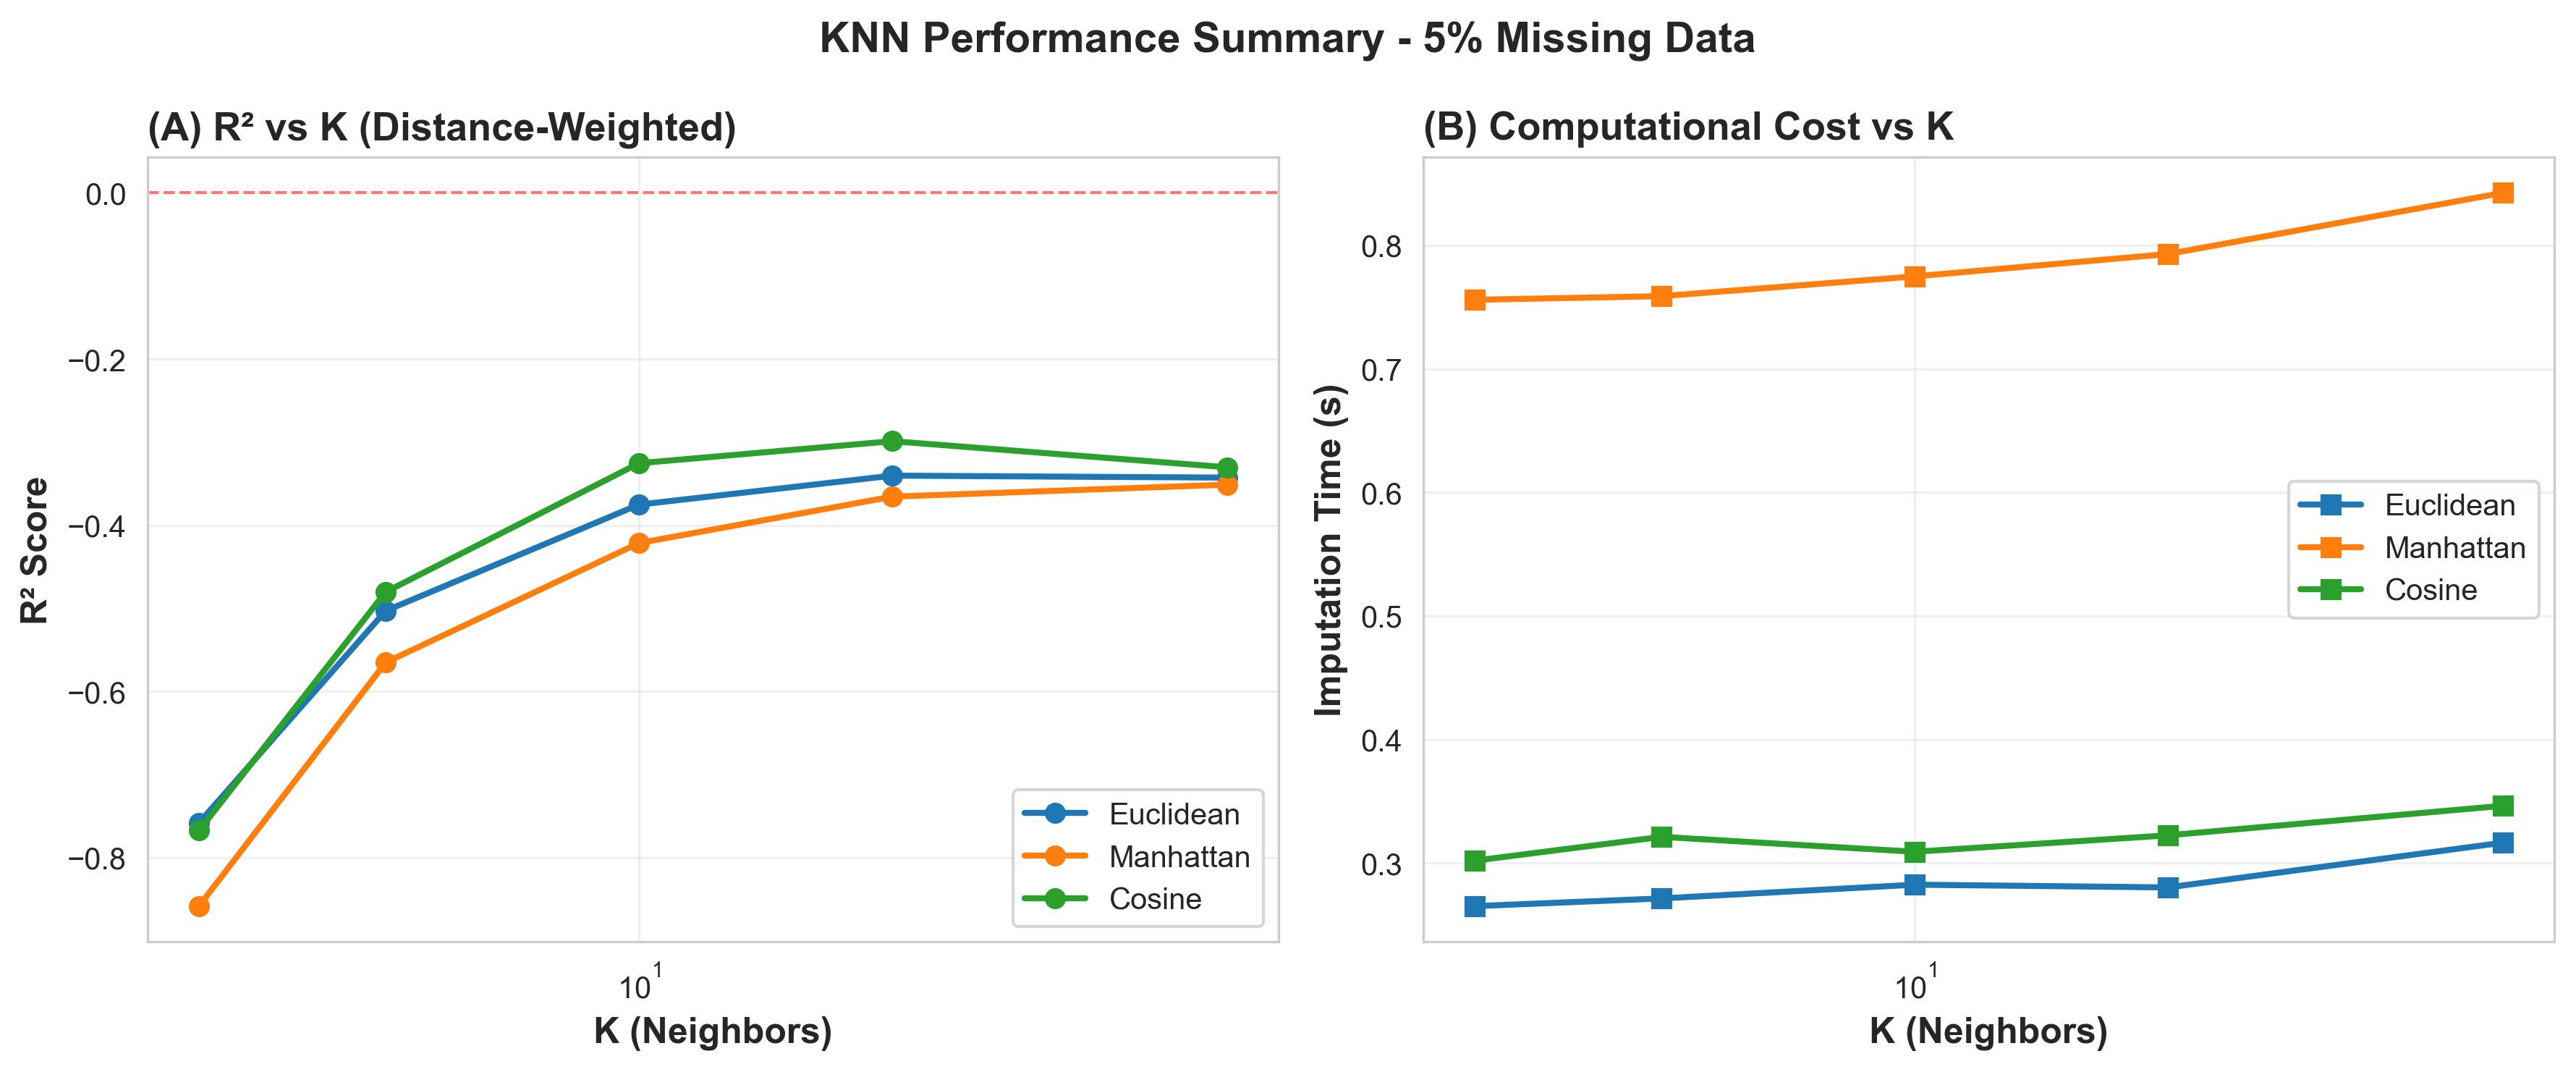 KNN Performance Summary - 5% Missing Data
(A) R² vs K (Distance-Weighted)
R² Score
0.0
−0.2
−0.4
−0.6
−0.8
10¹
K (Neighbors)
Euclidean
Manhattan
Cosine
(B) Computational Cost vs K
Imputation Time (s)
0.8
0.7
0.6
0.5
0.4
0.3
10¹
K (Neighbors)
Euclidean
Manhattan
Cosine